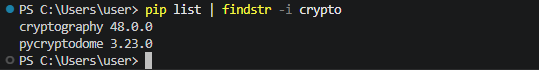 PS C:\Users\user> pip list | findstr -i crypto
cryptography 48.0.0
pycryptodome 3.23.0
PS C:\Users\user>